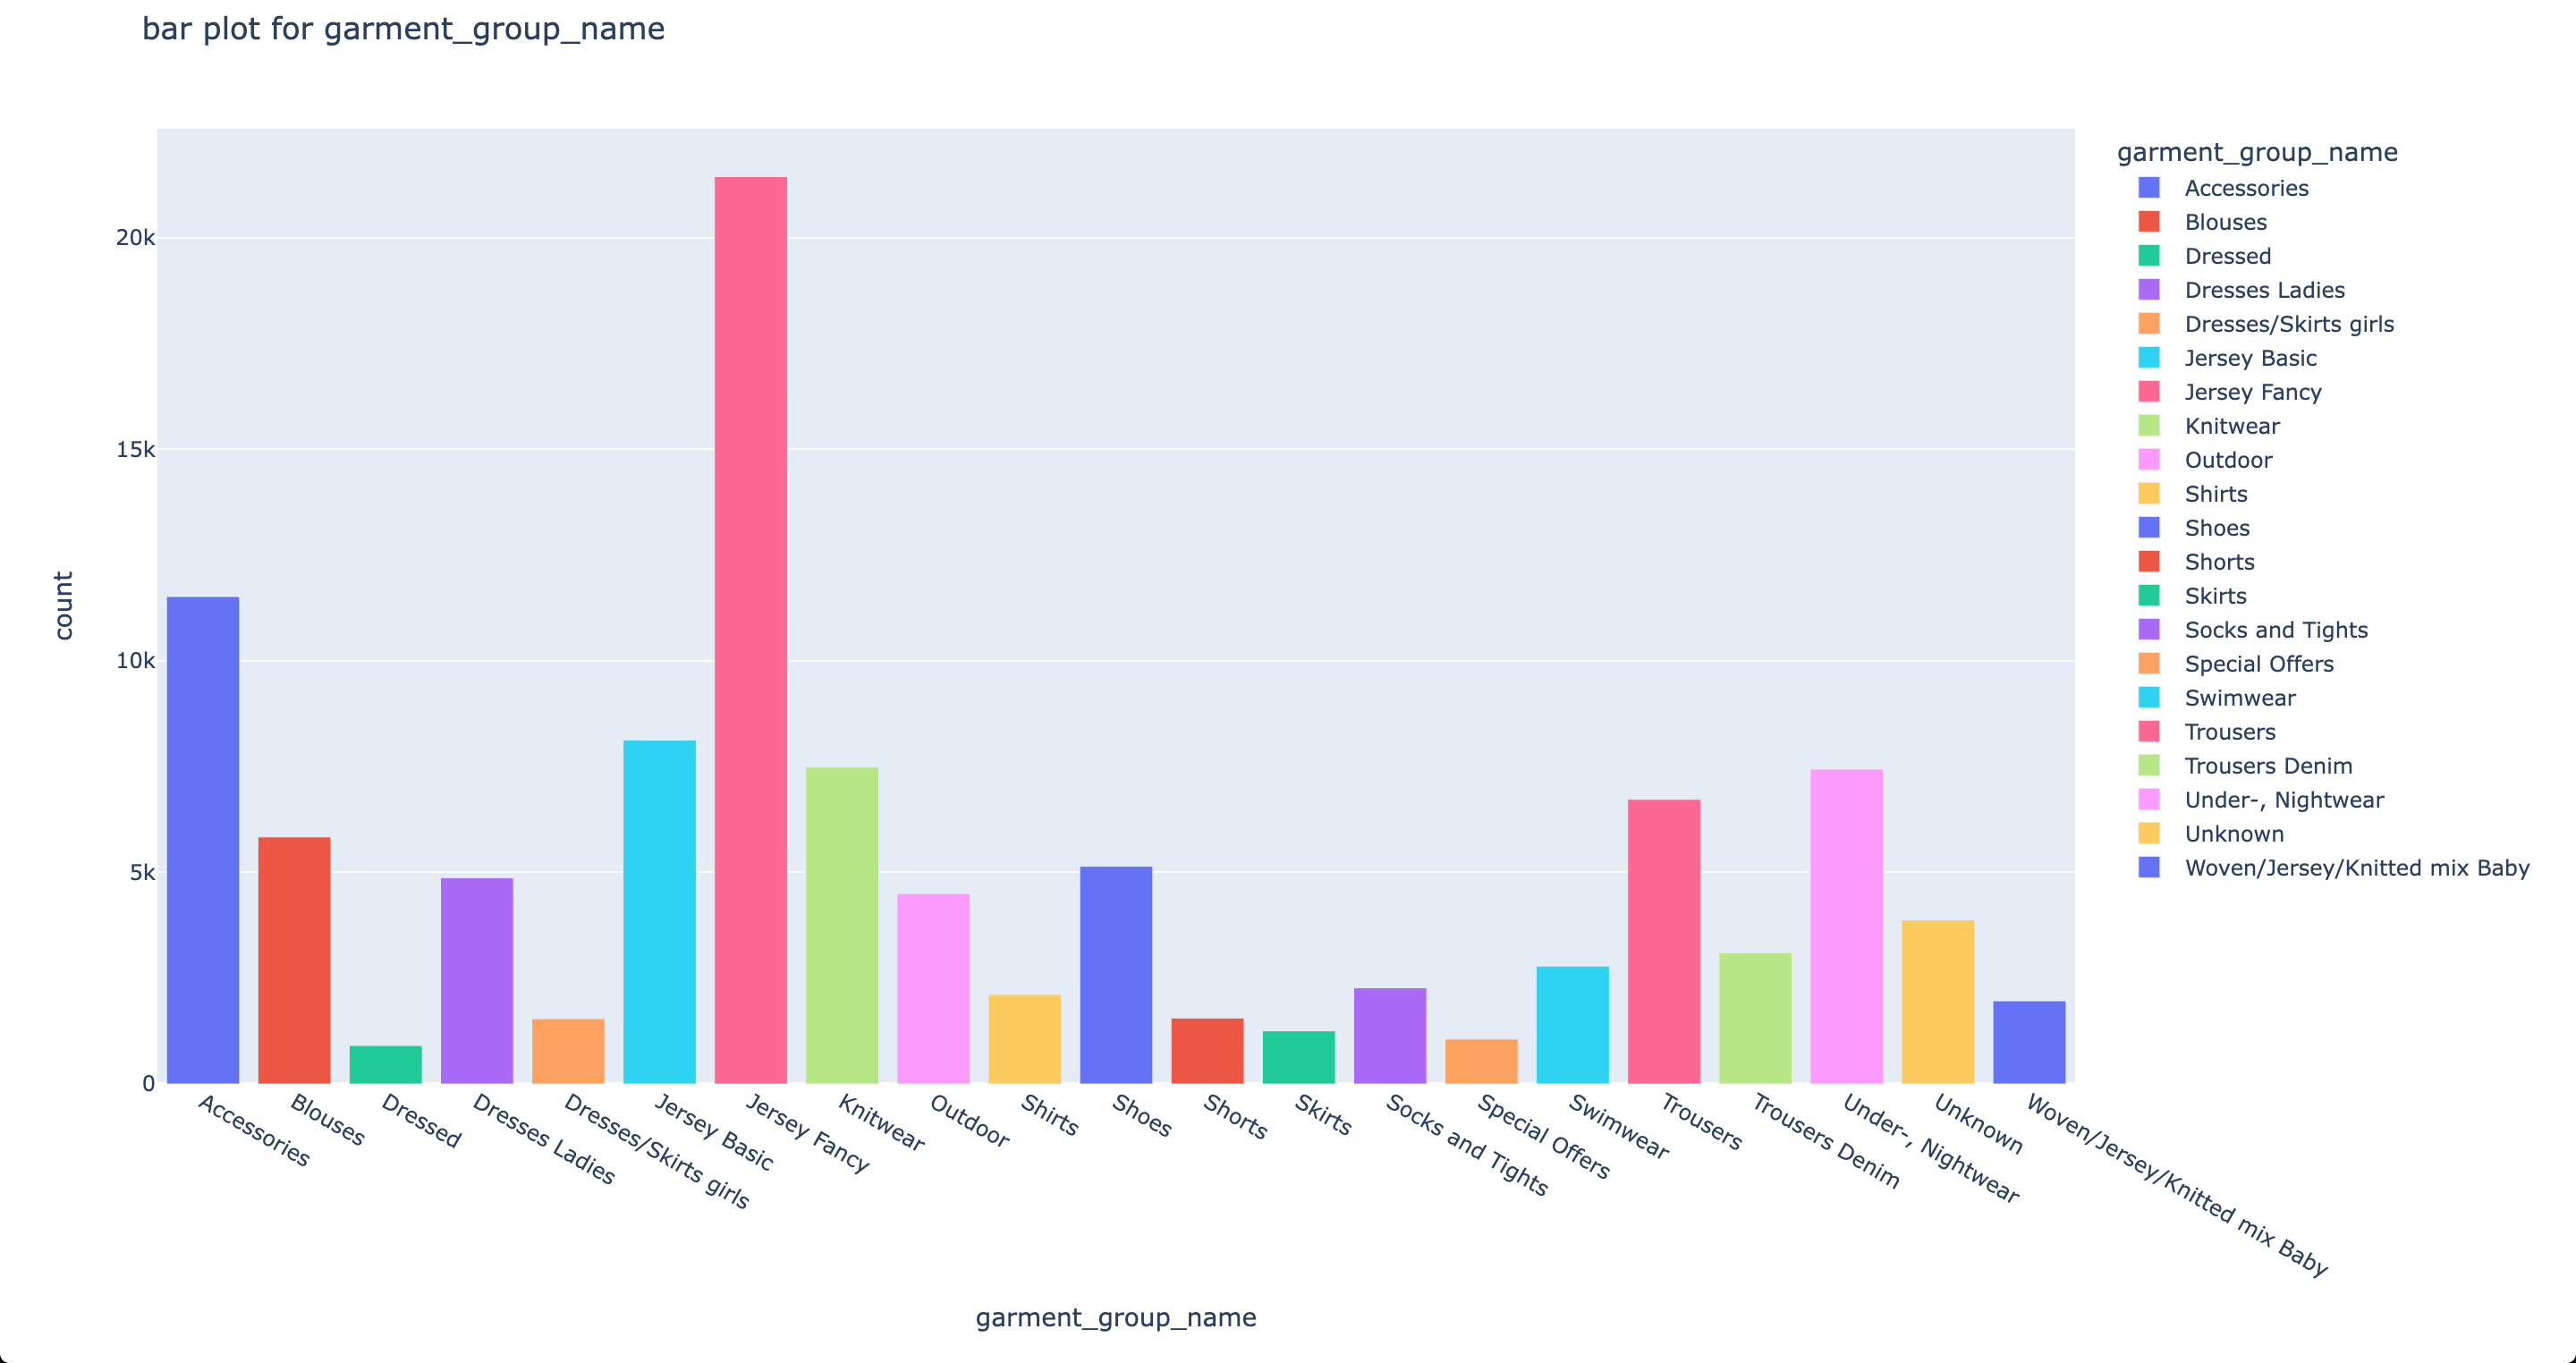 bar plot for garment_group_name
20k
15k
10k
5k
0
count
Accessories
Blouses
Dressed
Dresses Ladies
Dresses/Skirts girls
Jersey Basic
Jersey Fancy
Knitwear
Outdoor
Shirts
Shoes
Shorts
Skirts
Socks and Tights
Special Offers
Swimwear
Trousers
Trousers Denim
Under-, Nightwear
Unknown
Woven/Jersey/Knitted mix Baby
garment_group_name
garment_group_name
Accessories
Blouses
Dressed
Dresses Ladies
Dresses/Skirts girls
Jersey Basic
Jersey Fancy
Knitwear
Outdoor
Shirts
Shoes
Shorts
Skirts
Socks and Tights
Special Offers
Swimwear
Trousers
Trousers Denim
Under-, Nightwear
Unknown
Woven/Jersey/Knitted mix Baby